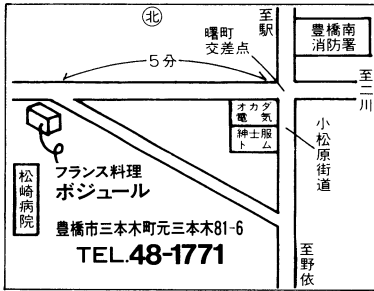 北
至駅
曙町
交差点
豊橋南
消防署
5分
至二川
オカダ
電気
紳士服
トム
小松原街道
フランス料理
ボジュール
松崎病院
豊橋市三本木町元三本木81-6
TEL.48-1771
至野依